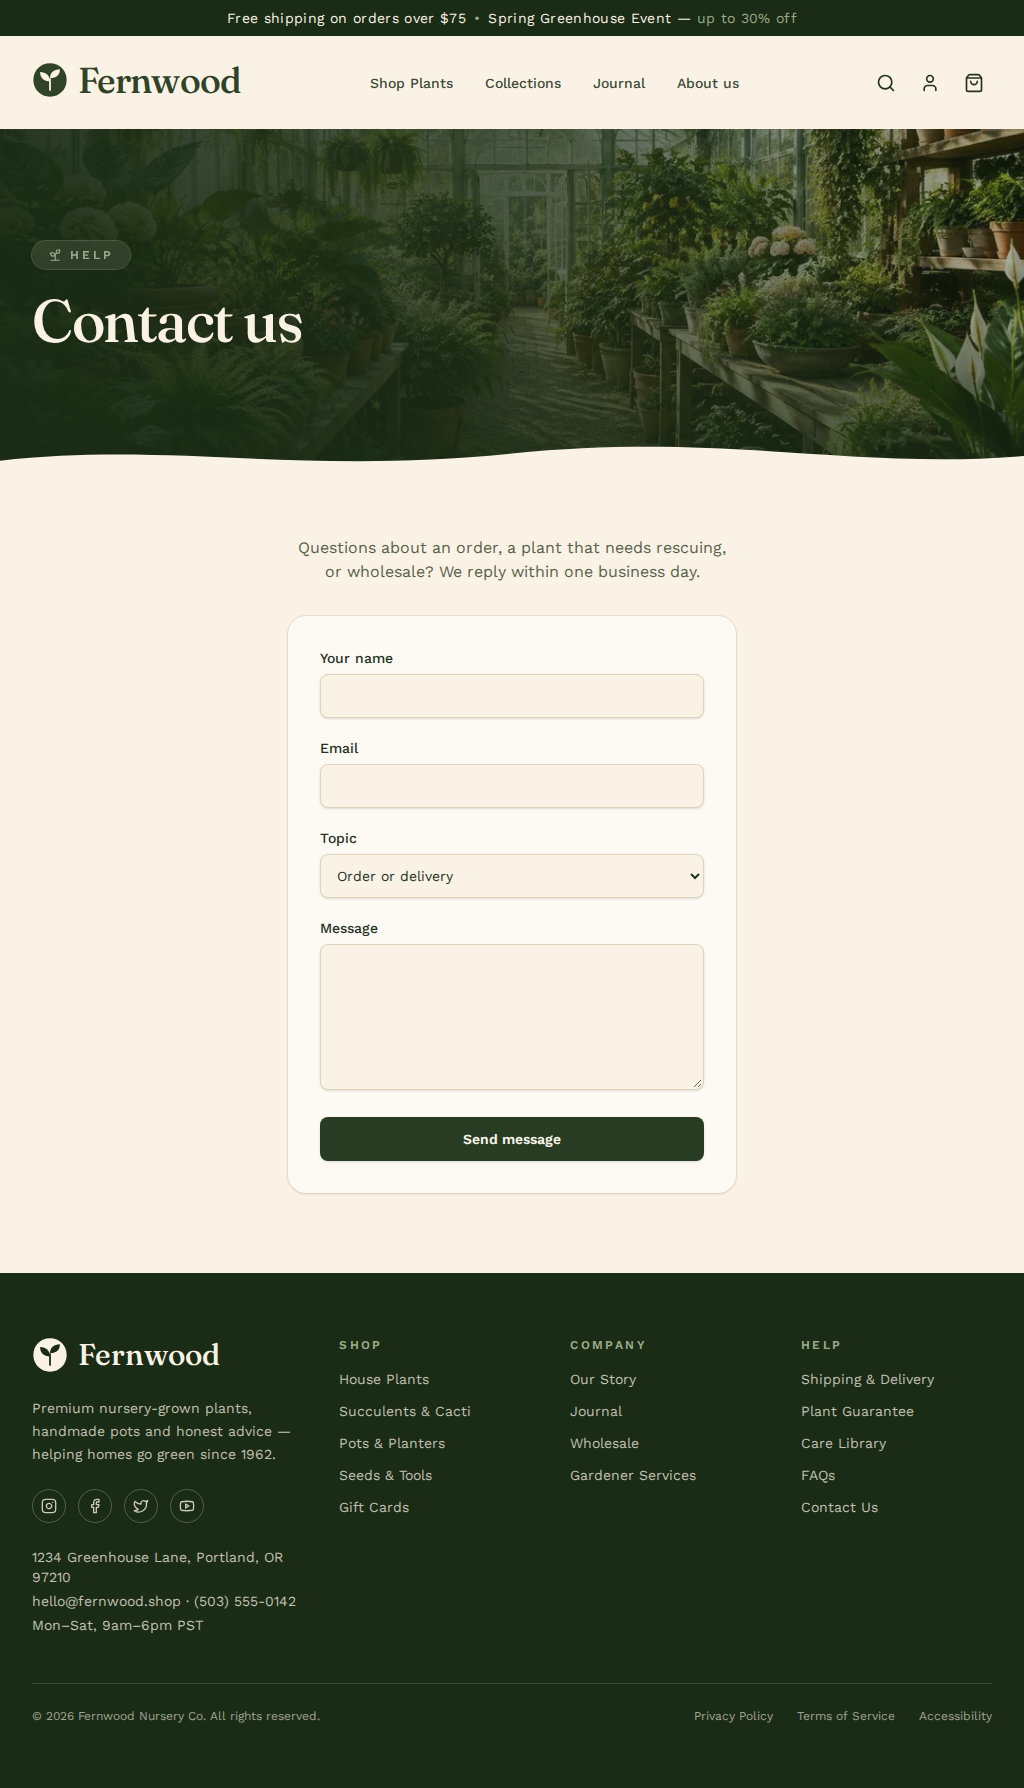 Free shipping on orders over $75 • Spring Greenhouse Event — up to 30% off
Fernwood
Shop Plants
Collections
Journal
About us
HELP
Contact us
Questions about an order, a plant that needs rescuing,
or wholesale? We reply within one business day.
Your name
Email
Topic
Order or delivery
Message
Send message
Fernwood
Premium nursery-grown plants,
handmade pots and honest advice —
helping homes go green since 1962.
1234 Greenhouse Lane, Portland, OR
97210
hello@fernwood.shop · (503) 555-0142
Mon–Sat, 9am–6pm PST
SHOP
House Plants
Succulents & Cacti
Pots & Planters
Seeds & Tools
Gift Cards
COMPANY
Our Story
Journal
Wholesale
Gardener Services
HELP
Shipping & Delivery
Plant Guarantee
Care Library
FAQs
Contact Us
© 2026 Fernwood Nursery Co. All rights reserved.
Privacy Policy
Terms of Service
Accessibility